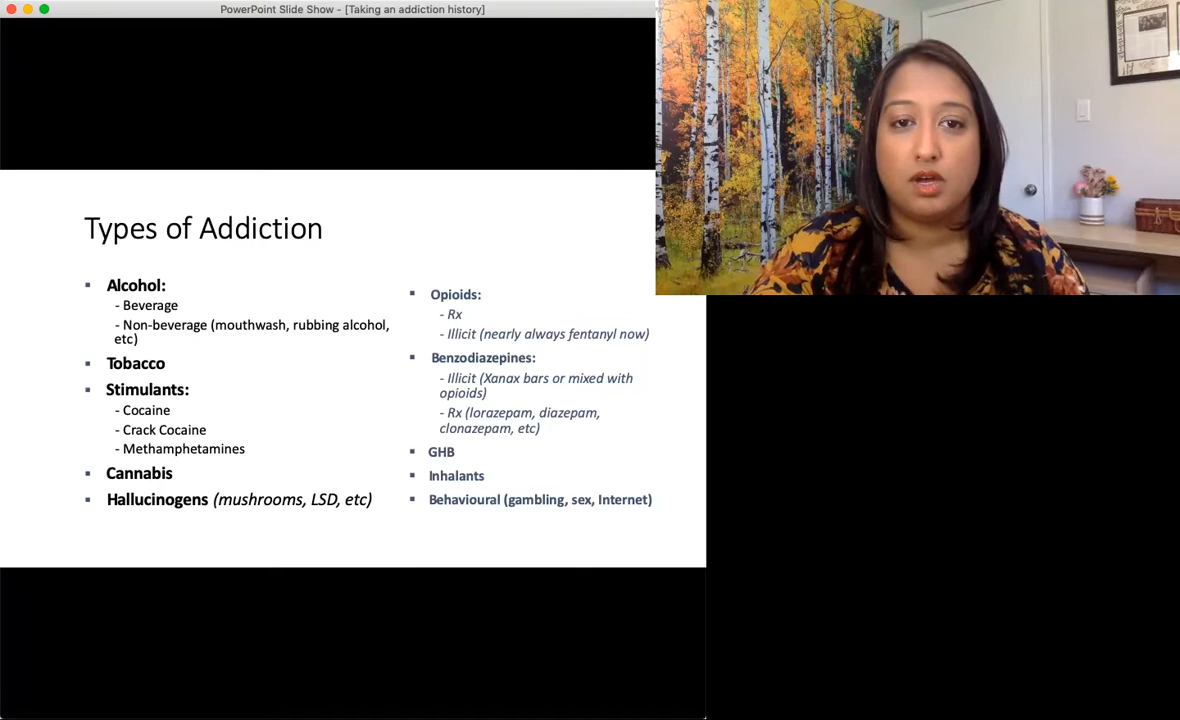 PowerPoint Slide Show - [Taking an addiction history]
Types of Addiction
▪ Alcohol:
- Beverage
- Non-beverage (mouthwash, rubbing alcohol,
etc)
▪ Tobacco
▪ Stimulants:
- Cocaine
- Crack Cocaine
- Methamphetamines
▪ Cannabis
▪ Hallucinogens (mushrooms, LSD, etc)
▪ Opioids:
- Rx
- Illicit (nearly always fentanyl now)
▪ Benzodiazepines:
- Illicit (Xanax bars or mixed with
opioids)
- Rx (lorazepam, diazepam,
clonazepam, etc)
▪ GHB
▪ Inhalants
▪ Behavioural (gambling, sex, Internet)